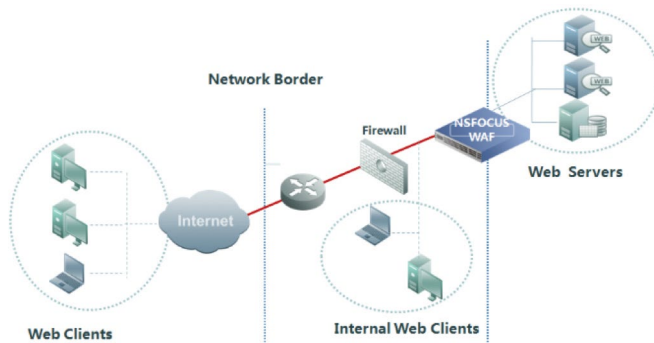 Network Border
Firewall
NSFOCUS
WAF
WEB
WEB
Web Servers
Internet
Web Clients
Internal Web Clients